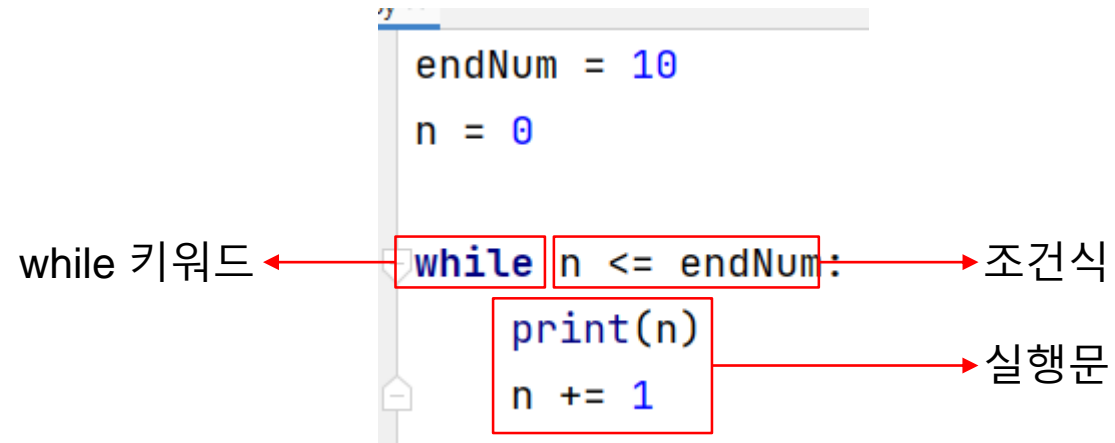 endNum = 10
n = 0
while 키워드
while n <= endNum:
조건식
print(n)
n += 1
실행문